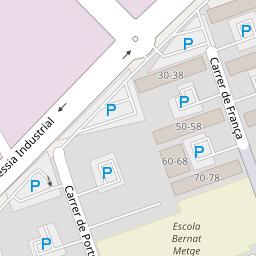 P
P
30-38
P
P
Carrer de França
50-58
essia Industrial
P
60-68
P
P
70-78
Carrer de Port
Escola
Bernat
Metge
P
P